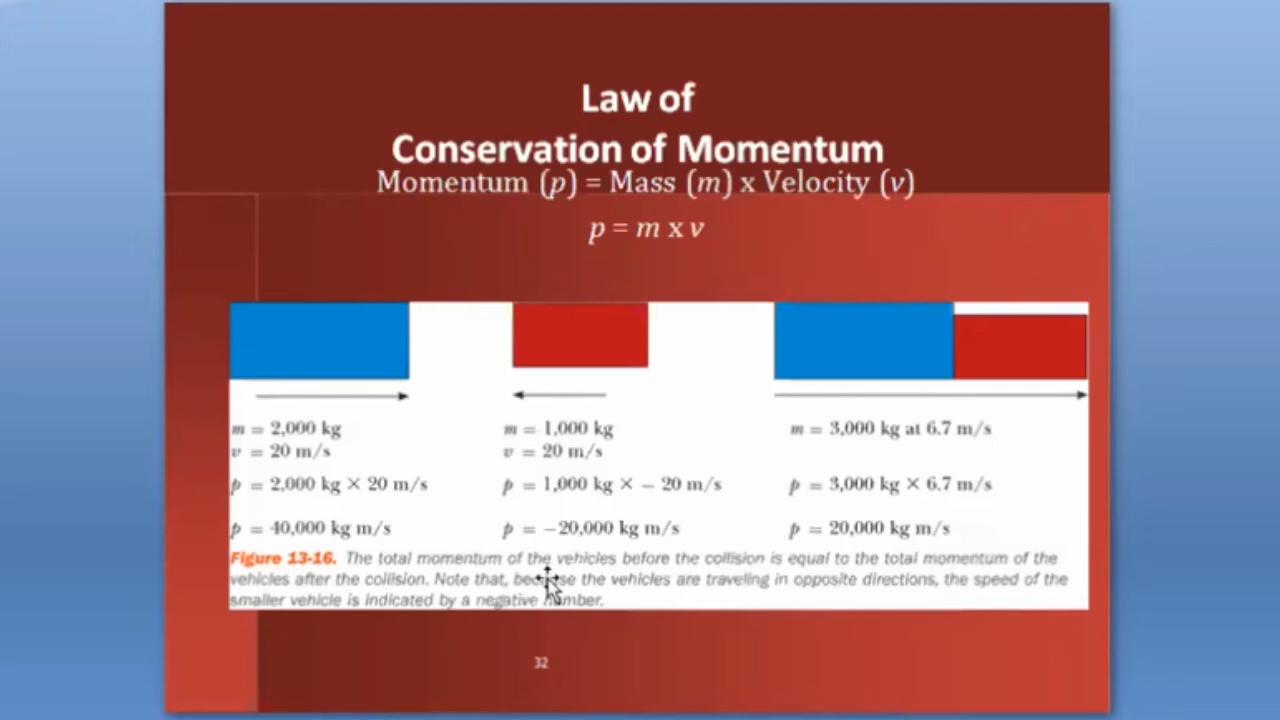 Law of
Conservation of Momentum
Momentum (p) = Mass (m) x Velocity (v)
p = m x v
m = 2,000 kg
v = 20 m/s
p = 2,000 kg × 20 m/s
p = 40,000 kg m/s
m = 1,000 kg
v = 20 m/s
p = 1,000 kg × − 20 m/s
p = −20,000 kg m/s
m = 3,000 kg at 6.7 m/s
p = 3,000 kg × 6.7 m/s
p = 20,000 kg m/s
Figure 13-16. The total momentum of the vehicles before the collision is equal to the total momentum of the
vehicles after the collision. Note that, because the vehicles are traveling in opposite directions, the speed of the
smaller vehicle is indicated by a negative number.
32